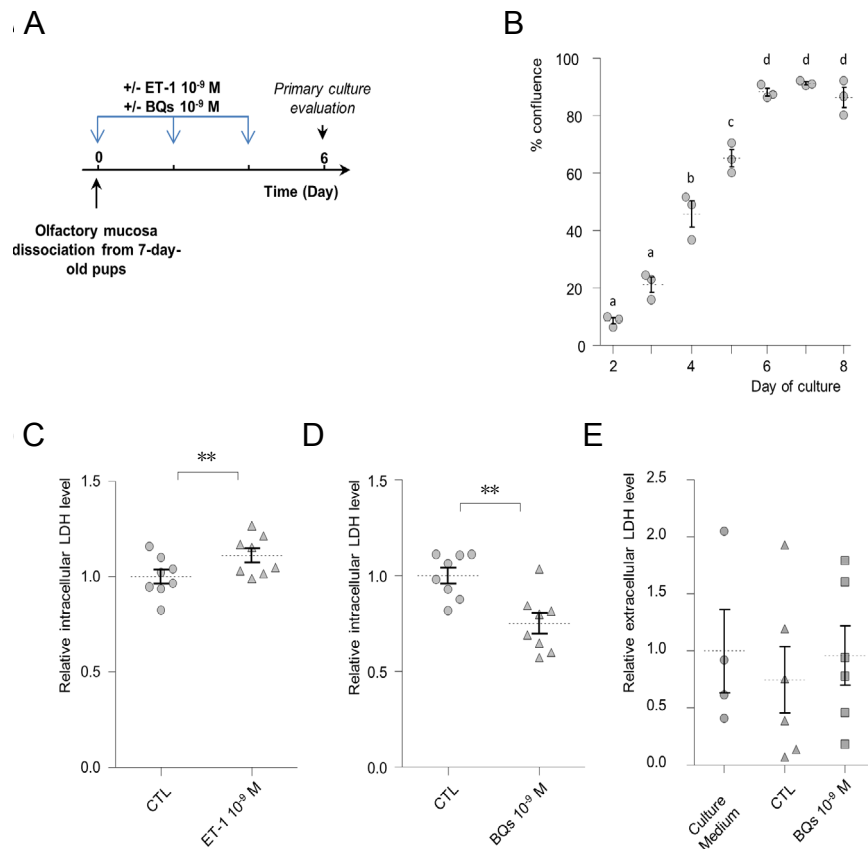 A
+/- ET-1 10⁻⁹ M
+/- BQs 10⁻⁹ M
Primary culture
evaluation
0
6
Time (Day)
Olfactory mucosa
dissociation from 7-day-
old pups
B
% confluence
100
80
60
40
20
0
a
a
b
c
d
d
d
2
4
6
8
Day of culture
C
Relative intracellular LDH level
1.5
1.0
0.5
0.0
**
CTL
ET-1 10⁻⁹ M
D
Relative intracellular LDH level
1.5
1.0
0.5
0.0
**
CTL
BQs 10⁻⁹ M
E
Relative extracellular LDH level
2.5
2.0
1.5
1.0
0.5
0.0
Culture
Medium
CTL
BQs 10⁻⁹ M